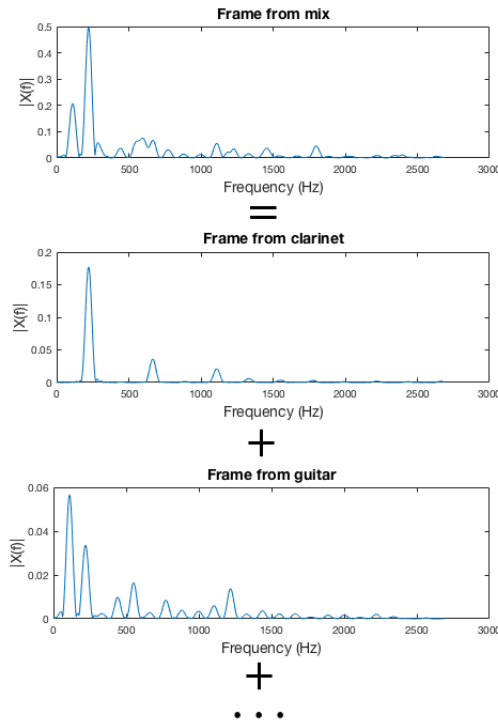 Frame from mix
|X(f)|
0.5
0.4
0.3
0.2
0.1
0
0 500 1000 1500 2000 2500 3000
Frequency (Hz)
=
Frame from clarinet
|X(f)|
0.2
0.15
0.1
0.05
0
0 500 1000 1500 2000 2500 3000
Frequency (Hz)
+
Frame from guitar
|X(f)|
0.06
0.04
0.02
0
0 500 1000 1500 2000 2500 3000
Frequency (Hz)
+
...